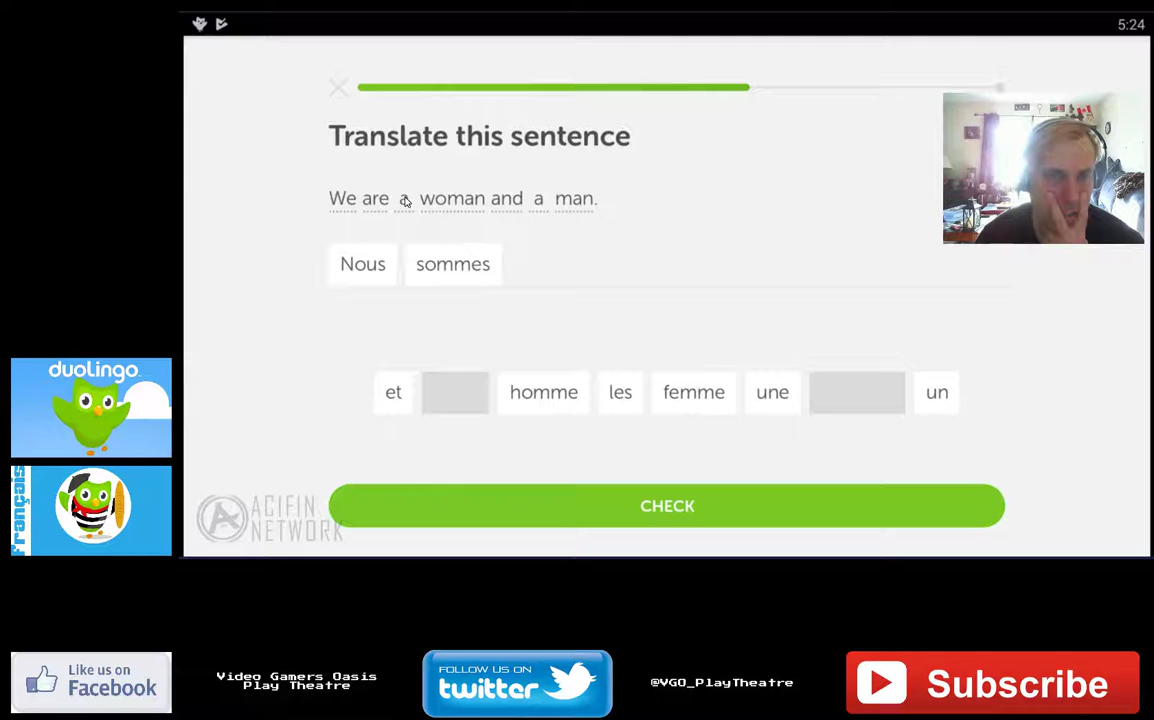 5:24
Translate this sentence
We are a woman and a man.
Nous sommes
et homme les femme une un
CHECK
ACIFIN
NETWORK
duolingo
Français
Like us on
Facebook
Video Gamers Oasis
Play Theatre
FOLLOW US ON
twitter
@VGO_PlayTheatre
Subscribe